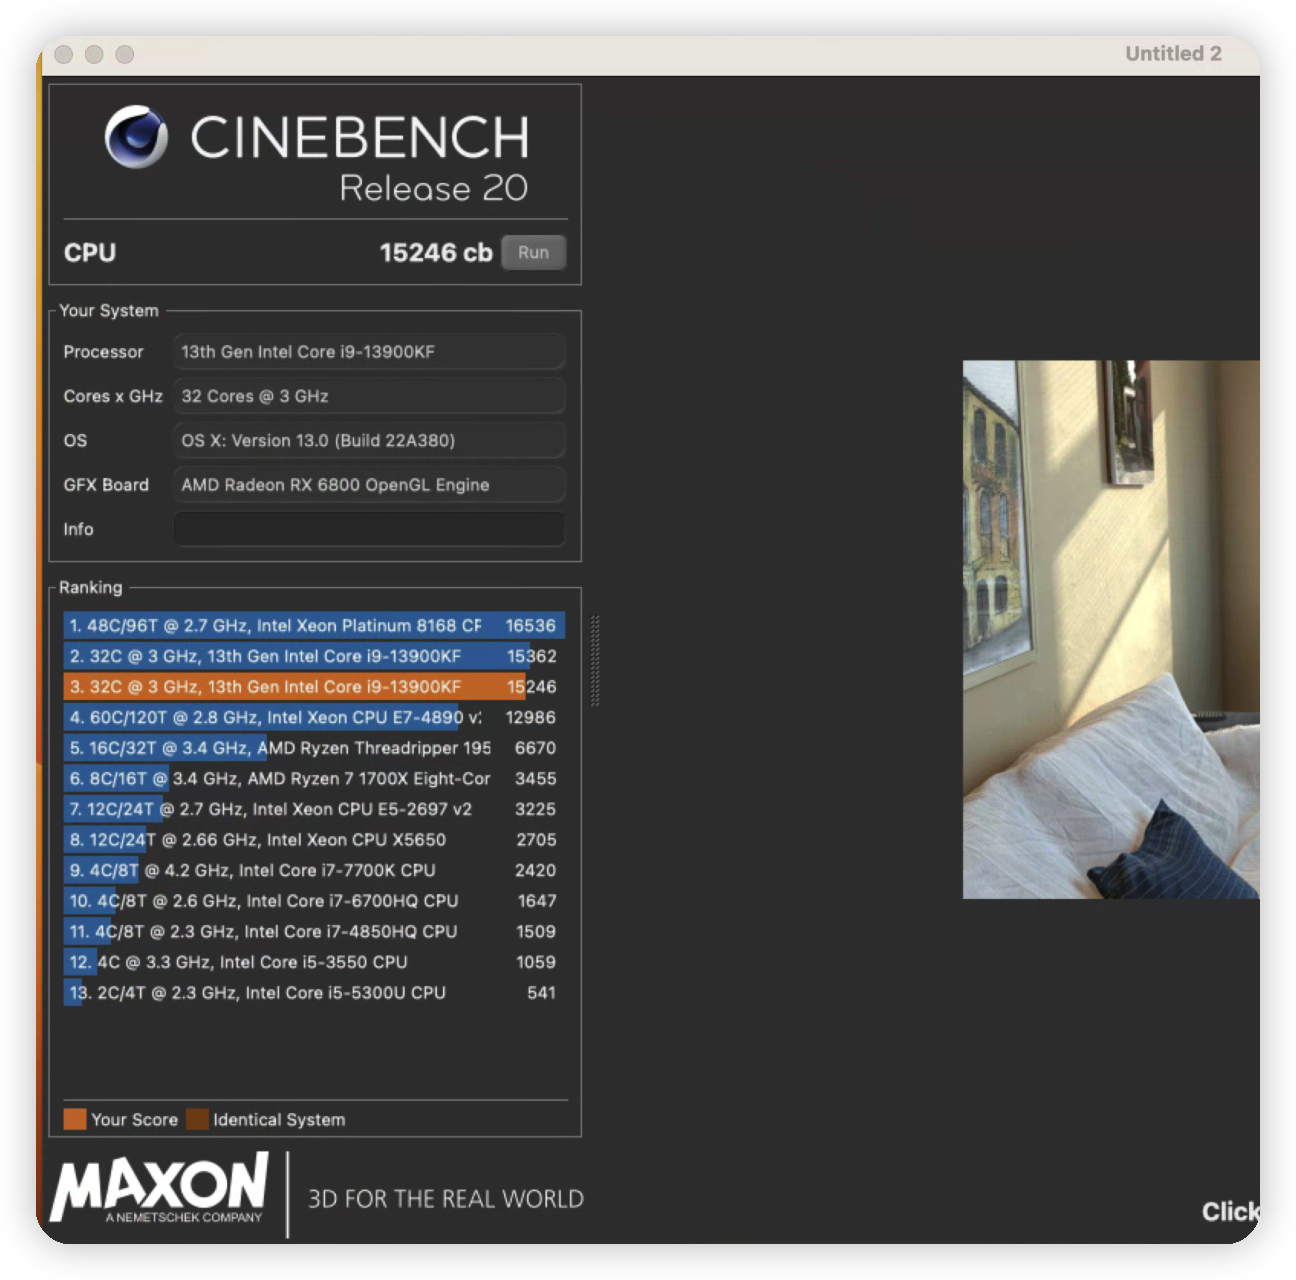 Untitled 2
CINEBENCH
Release 20
CPU 15246 cb Run
Your System
Processor 13th Gen Intel Core i9-13900KF
Cores x GHz 32 Cores @ 3 GHz
OS OS X: Version 13.0 (Build 22A380)
GFX Board AMD Radeon RX 6800 OpenGL Engine
Info
Ranking
1. 48C/96T @ 2.7 GHz, Intel Xeon Platinum 8168 CP 16536
2. 32C @ 3 GHz, 13th Gen Intel Core i9-13900KF 15362
3. 32C @ 3 GHz, 13th Gen Intel Core i9-13900KF 15246
4. 60C/120T @ 2.8 GHz, Intel Xeon CPU E7-4890 v2 12986
5. 16C/32T @ 3.4 GHz, AMD Ryzen Threadripper 195 6670
6. 8C/16T @ 3.4 GHz, AMD Ryzen 7 1700X Eight-Cor 3455
7. 12C/24T @ 2.7 GHz, Intel Xeon CPU E5-2697 v2 3225
8. 12C/24T @ 2.66 GHz, Intel Xeon CPU X5650 2705
9. 4C/8T @ 4.2 GHz, Intel Core i7-7700K CPU 2420
10. 4C/8T @ 2.6 GHz, Intel Core i7-6700HQ CPU 1647
11. 4C/8T @ 2.3 GHz, Intel Core i7-4850HQ CPU 1509
12. 4C @ 3.3 GHz, Intel Core i5-3550 CPU 1059
13. 2C/4T @ 2.3 GHz, Intel Core i5-5300U CPU 541
Your Score Identical System
MAXON
A NEMETSCHEK COMPANY
3D FOR THE REAL WORLD
Click